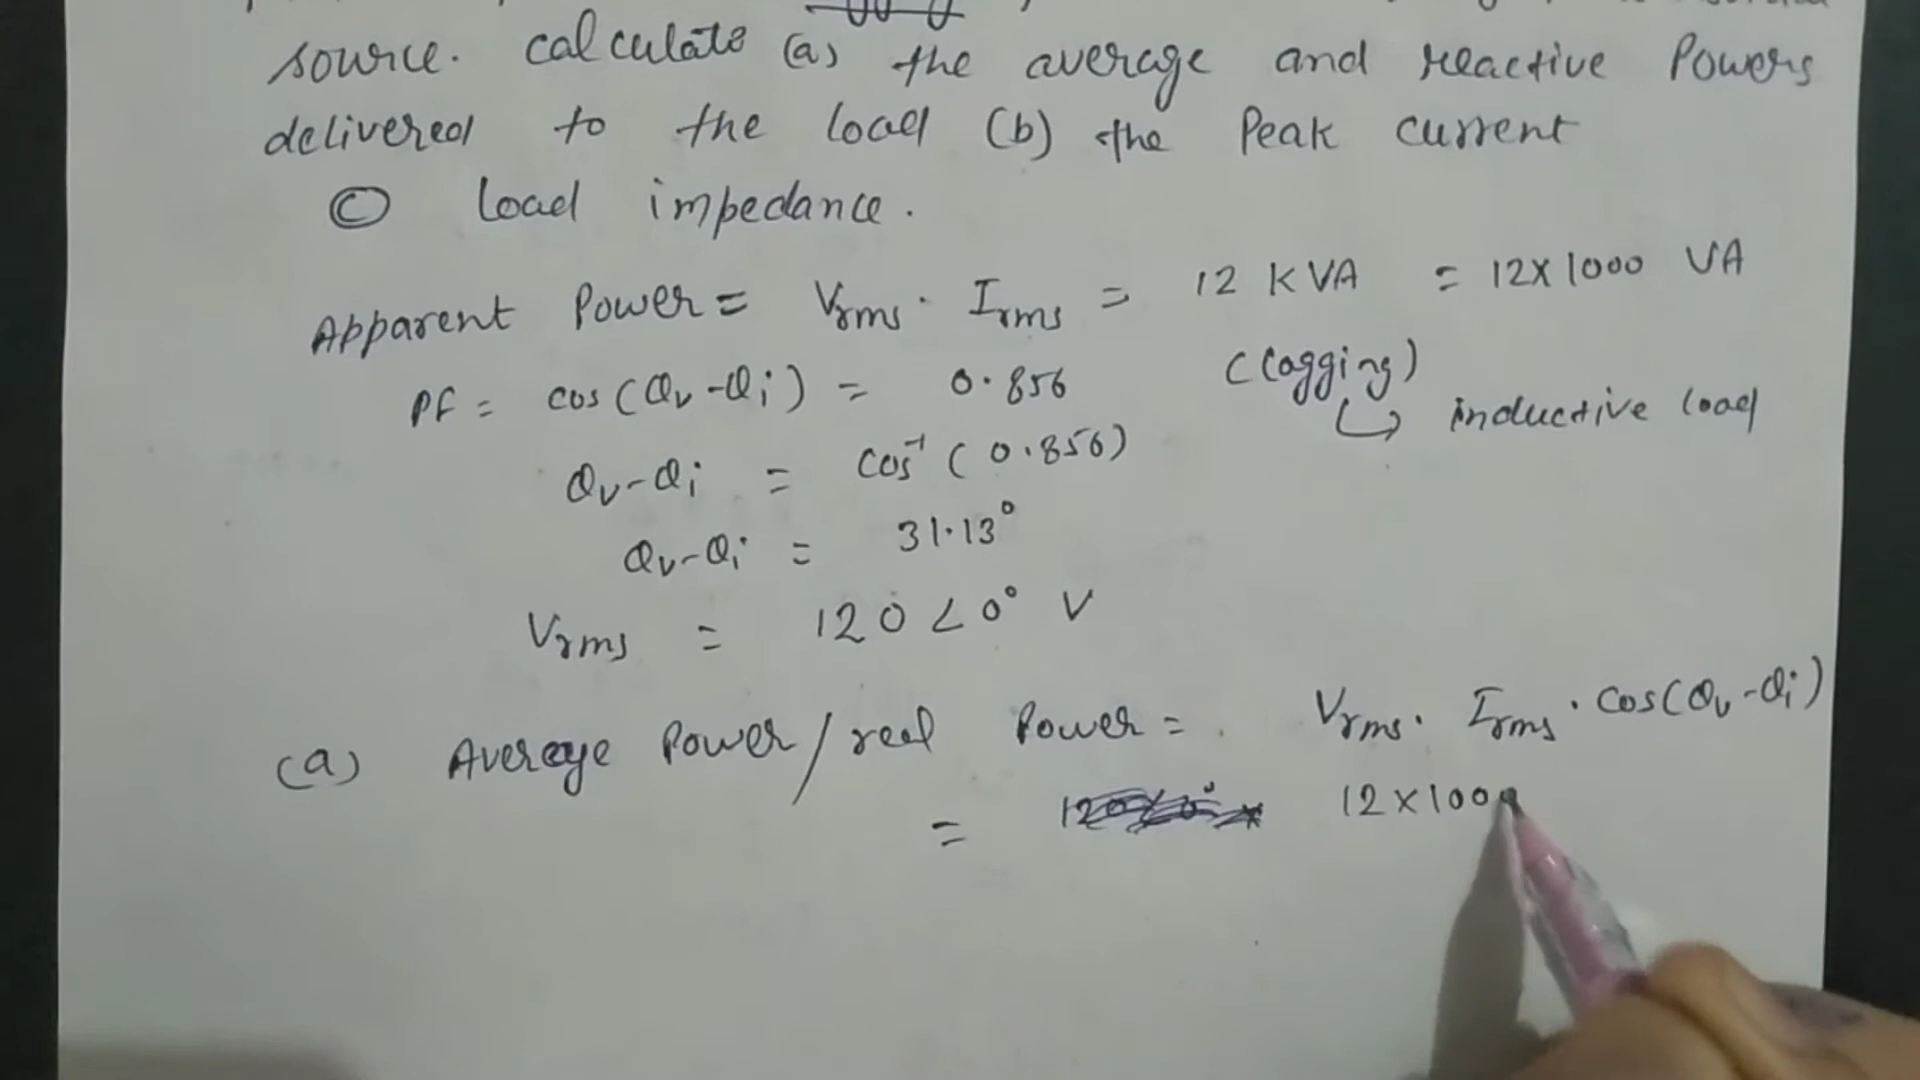 source. calculate (a) the average and reactive Powers
delivered to the load (b) the Peak current
© Load impedance.
Apparent Power = Vrms . Irms = 12 KVA = 12×1000 VA
PF = cos(θv-θi) = 0.856 (lagging)
↳ inductive load
θv-θi = cos⁻¹(0.856)
θv-θi = 31.13°
Vrms = 120∠0° V
(a) Average Power/real Power = Vrms . Irms . cos(θv-θi)
= 12×1000